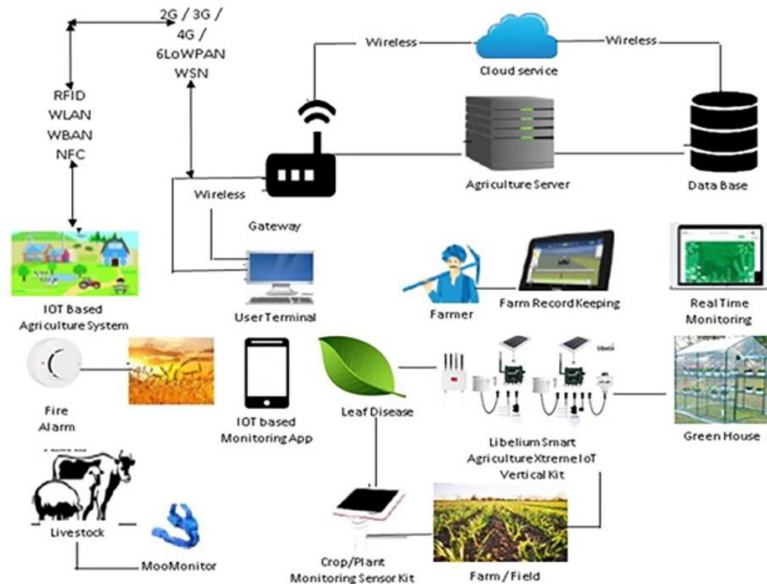 2G / 3G /
4G /
6LoWPAN
WSN
Wireless
Wireless
Cloud service
RFID
WLAN
WBAN
NFC
Wireless
Agriculture Server
Data Base
Gateway
IOT Based
Agriculture System
User Terminal
Farmer
Farm Record Keeping
Real Time
Monitoring
Fire
Alarm
IOT based
Monitoring App
Leaf Disease
Libelium Smart
Agriculture Xtreme IoT
Vertical Kit
Green House
Livestock
MooMonitor
Crop/Plant
Monitoring Sensor Kit
Farm / Field